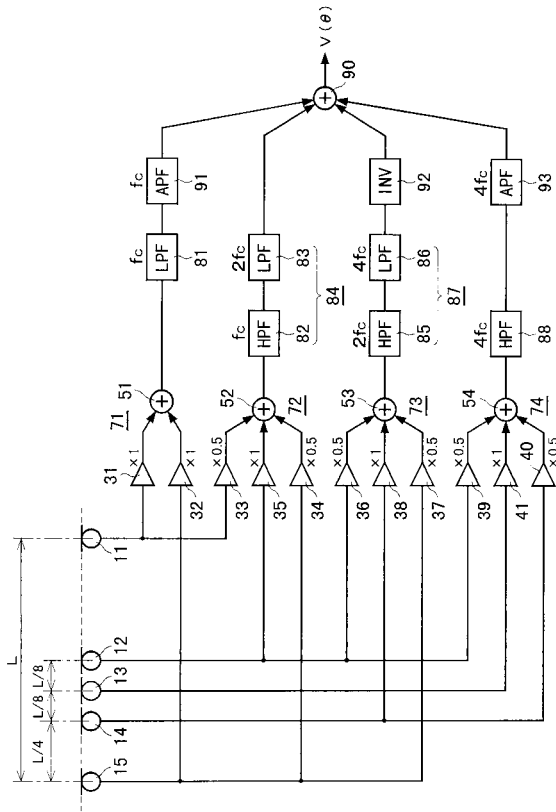 L
L/4
L/8
L/8
15
14
13
12
11
31
×1
×1
32
×0.5
33
×1
35
×0.5
34
×0.5
36
×1
38
×0.5
37
×0.5
39
×1
41
×0.5
40
71
51
+
52
+
72
53
+
73
54
+
74
fc
LPF
81
fc
APF
91
fc
HPF
82
2fc
LPF
83
84
2fc
HPF
85
4fc
LPF
86
87
INV
92
4fc
HPF
88
4fc
APF
93
+
90
V(θ)